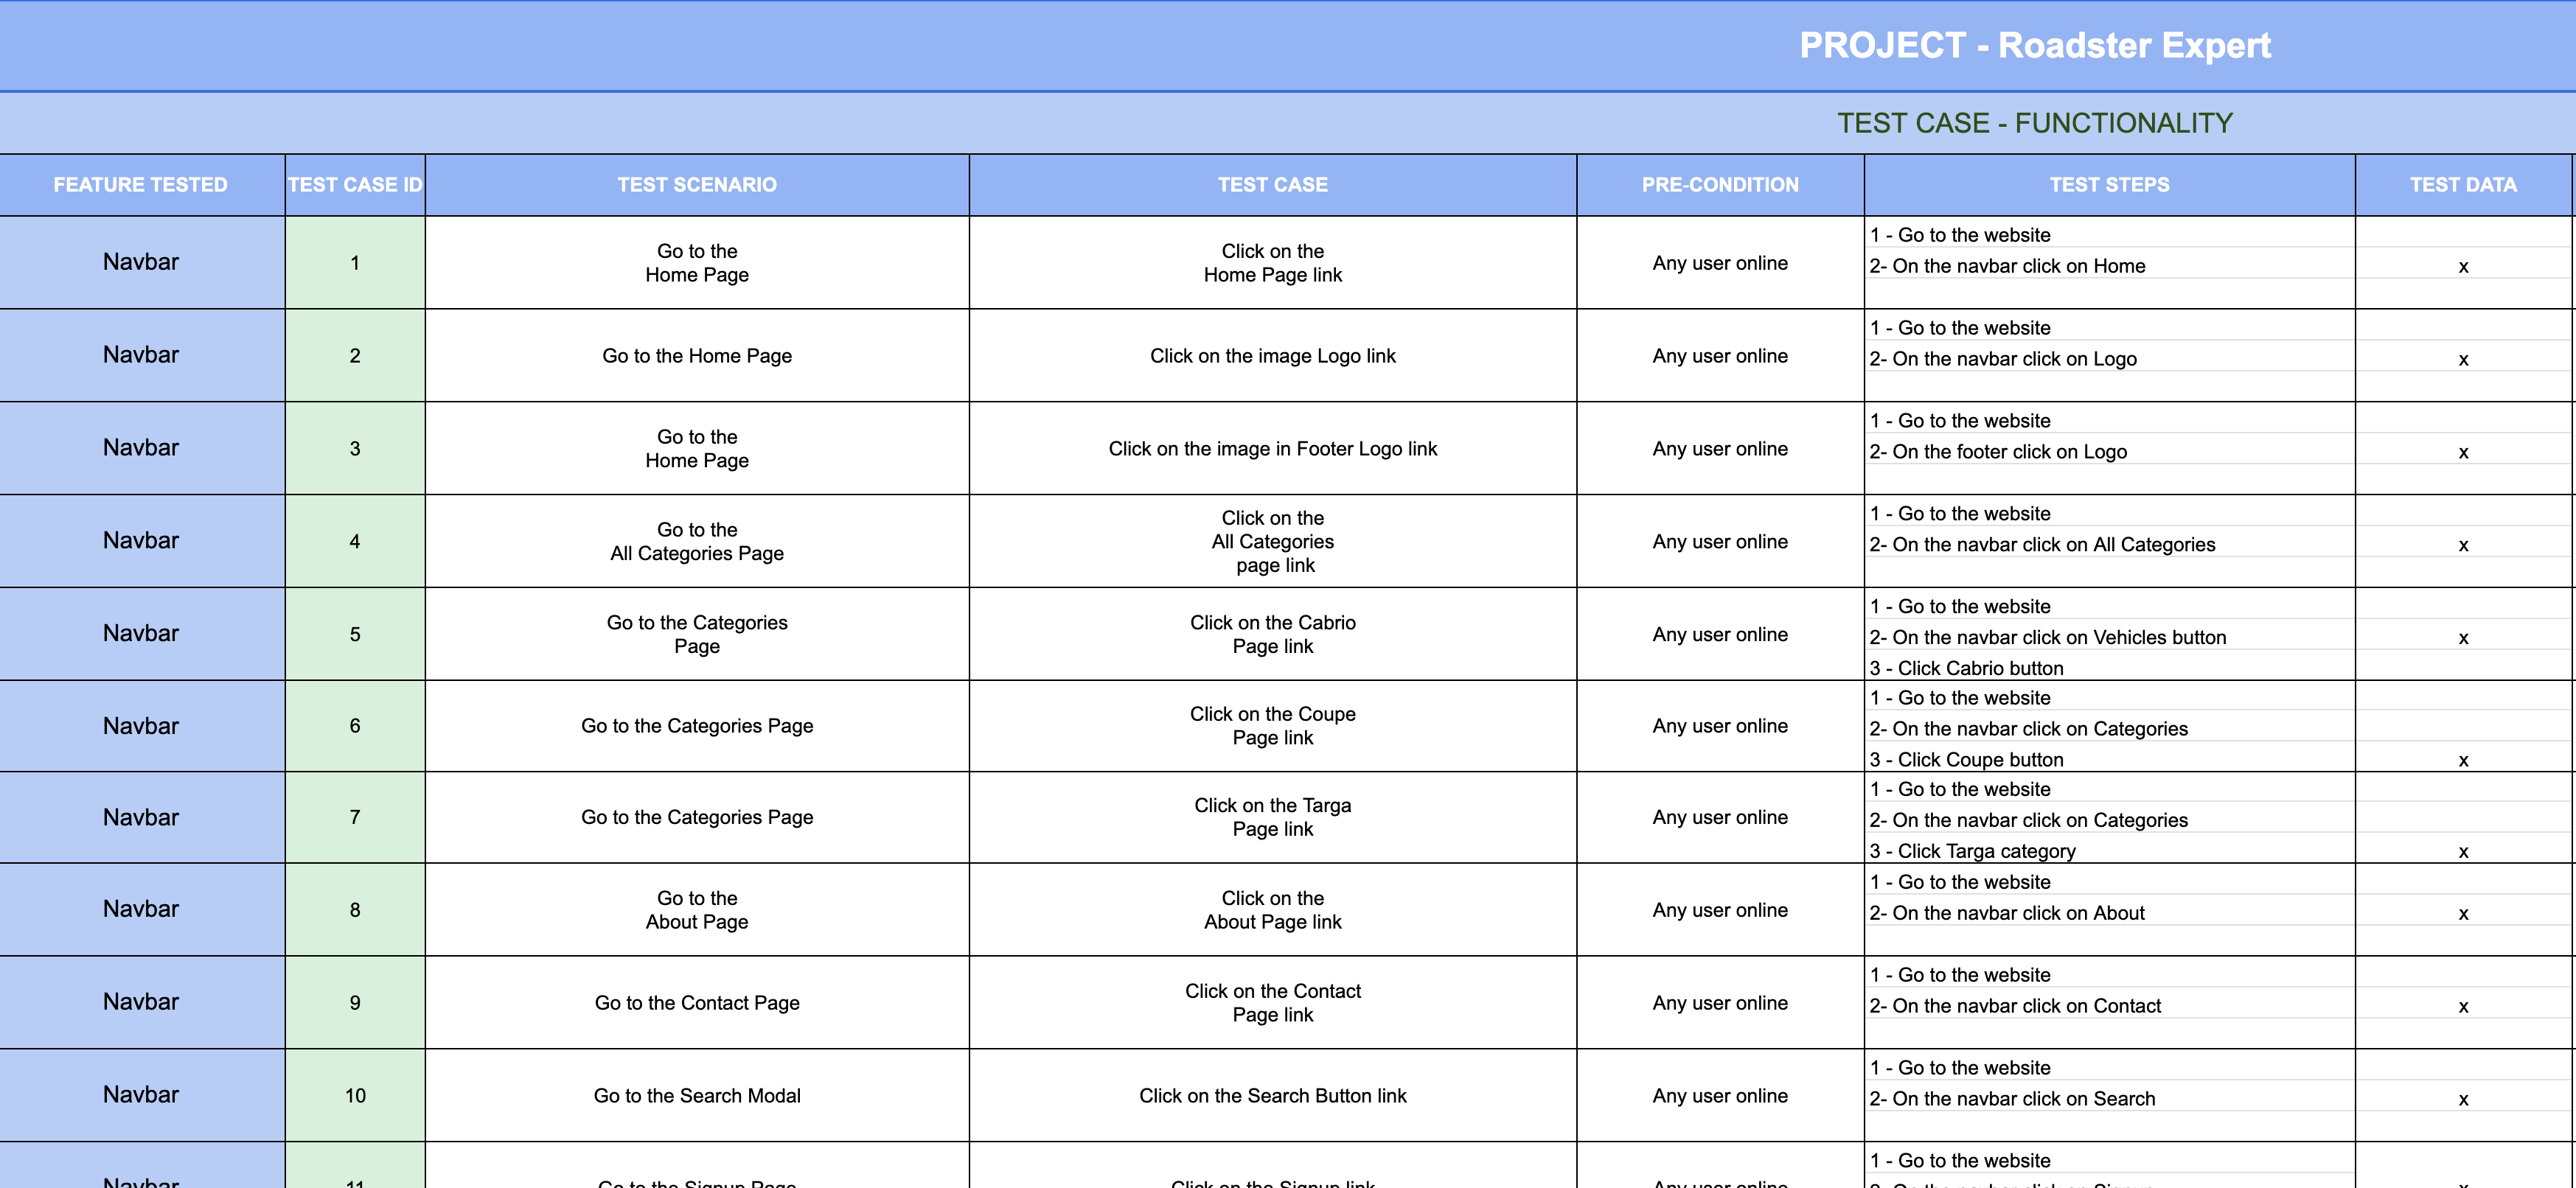 PROJECT - Roadster Expert
TEST CASE - FUNCTIONALITY
FEATURE TESTED TEST CASE ID TEST SCENARIO TEST CASE PRE-CONDITION TEST STEPS TEST DATA
Navbar
1
Go to the
Home Page
Click on the
Home Page link
Any user online
1 - Go to the website
2- On the navbar click on Home
x
Navbar
2
Go to the Home Page
Click on the image Logo link
Any user online
1 - Go to the website
2- On the navbar click on Logo
x
Navbar
3
Go to the
Home Page
Click on the image in Footer Logo link
Any user online
1 - Go to the website
2- On the footer click on Logo
x
Navbar
4
Go to the
All Categories Page
Click on the
All Categories
page link
Any user online
1 - Go to the website
2- On the navbar click on All Categories
x
Navbar
5
Go to the Categories
Page
Click on the Cabrio
Page link
Any user online
1 - Go to the website
2- On the navbar click on Vehicles button
3 - Click Cabrio button
x
Navbar
6
Go to the Categories Page
Click on the Coupe
Page link
Any user online
1 - Go to the website
2- On the navbar click on Categories
3 - Click Coupe button
x
Navbar
7
Go to the Categories Page
Click on the Targa
Page link
Any user online
1 - Go to the website
2- On the navbar click on Categories
3 - Click Targa category
x
Navbar
8
Go to the
About Page
Click on the
About Page link
Any user online
1 - Go to the website
2- On the navbar click on About
x
Navbar
9
Go to the Contact Page
Click on the Contact
Page link
Any user online
1 - Go to the website
2- On the navbar click on Contact
x
Navbar
10
Go to the Search Modal
Click on the Search Button link
Any user online
1 - Go to the website
2- On the navbar click on Search
x
Navbar
11
Go to the Signup Page
Click on the Signup link
Any user online
1 - Go to the website
2- On the navbar click on Signup
x